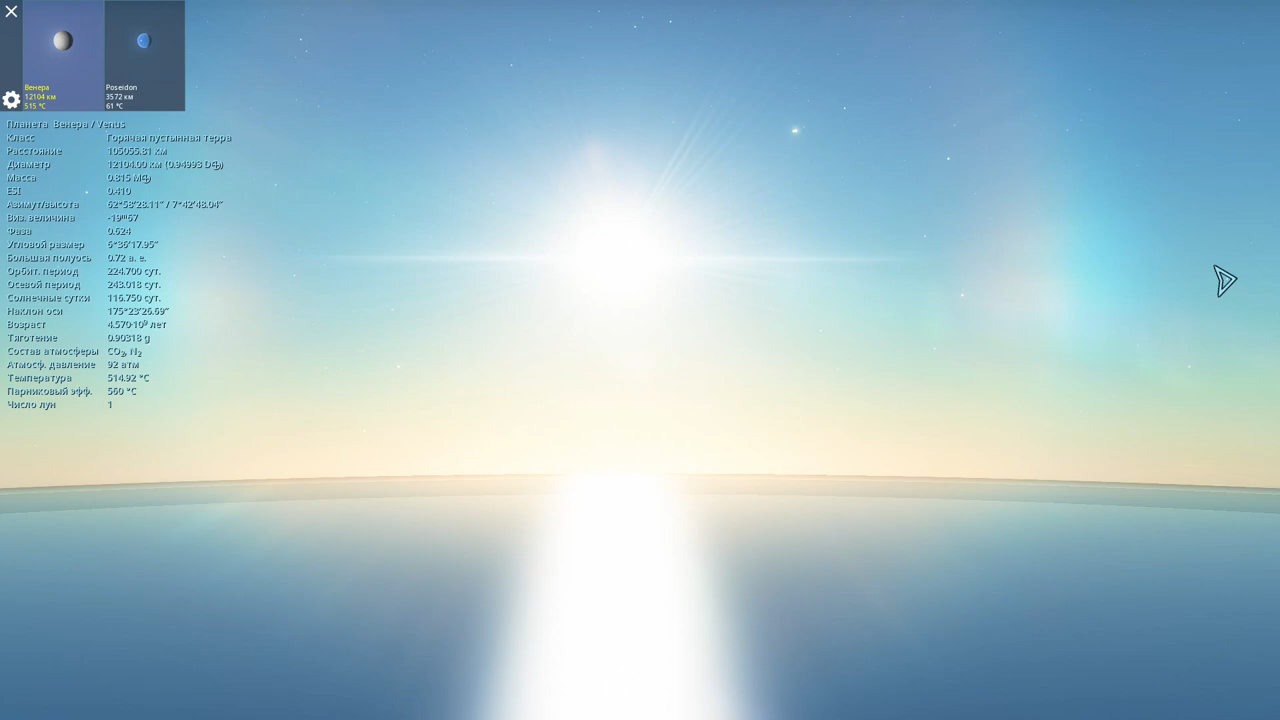 Венера
12104 км
515 °C
Poseidon
3572 км
61 °C
Планета Венера / Venus
Класс Горячая пустынная терра
Расстояние 105055.81 км
Диаметр 12104.00 км (0.94993 D⊕)
Масса 0.815 M⊕
ESI 0.410
Азимут/высота 62°58'28.11" / 7°42'48.04"
Виз. величина -19ᵐ67
Фаза 0.624
Угловой размер 6°36'17.95"
Большая полуось 0.72 а. е.
Орбит. период 224.700 сут.
Осевой период 243.018 сут.
Солнечные сутки 116.750 сут.
Наклон оси 175°23'26.69"
Возраст 4.570·10⁹ лет
Тяготение 0.90318 g
Состав атмосферы CO₂, N₂
Атмосф. давление 92 атм
Температура 514.92 °C
Парниковый эфф. 560 °C
Число лун 1